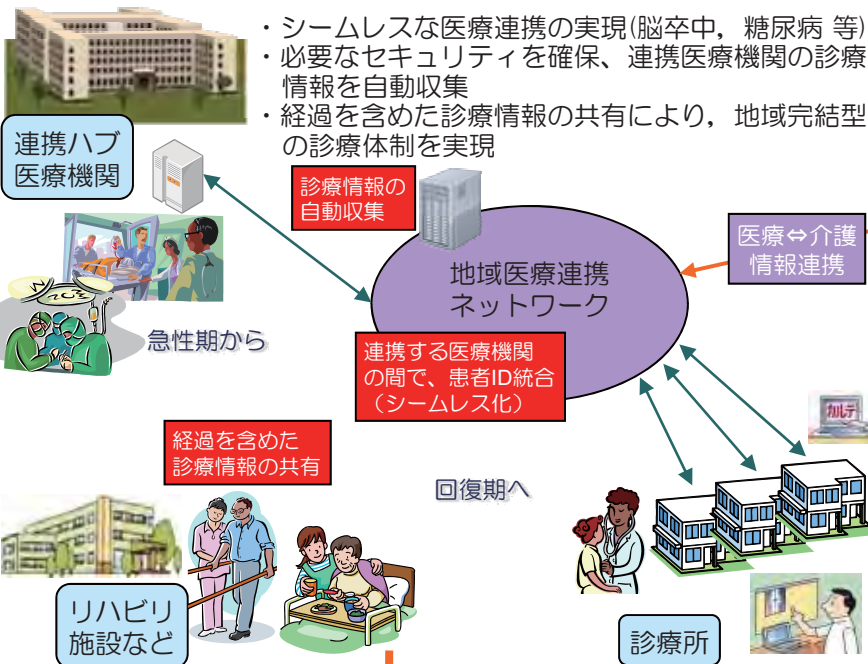 ・シームレスな医療連携の実現(脳卒中，糖尿病 等)
・必要なセキュリティを確保、連携医療機関の診療
情報を自動収集
・経過を含めた診療情報の共有により，地域完結型
の診療体制を実現
連携ハブ
医療機関
診療情報の
自動収集
医療⇔介護
情報連携
地域医療連携
ネットワーク
急性期から
連携する医療機関
の間で、患者ID統合
（シームレス化）
カルテ
経過を含めた
診療情報の共有
回復期へ
リハビリ
施設など
診療所